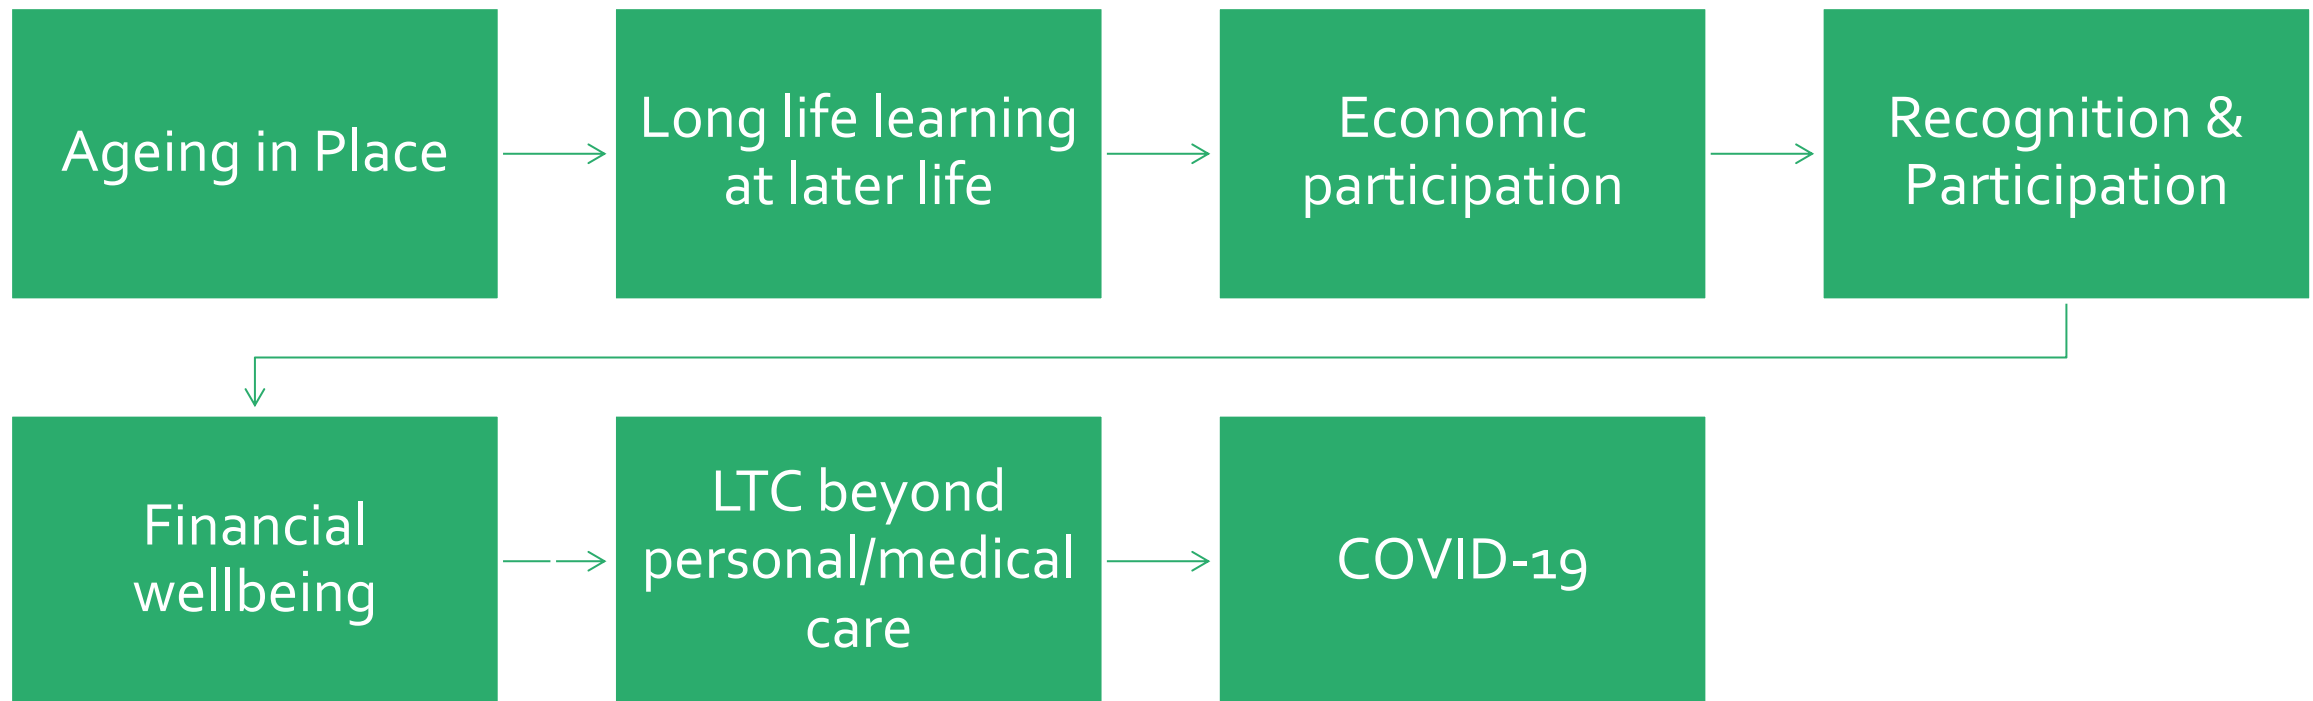 Ageing in Place
Long life learning
at later life
Economic
participation
Recognition &
Participation
Financial
wellbeing
LTC beyond
personal/medical
care
COVID-19